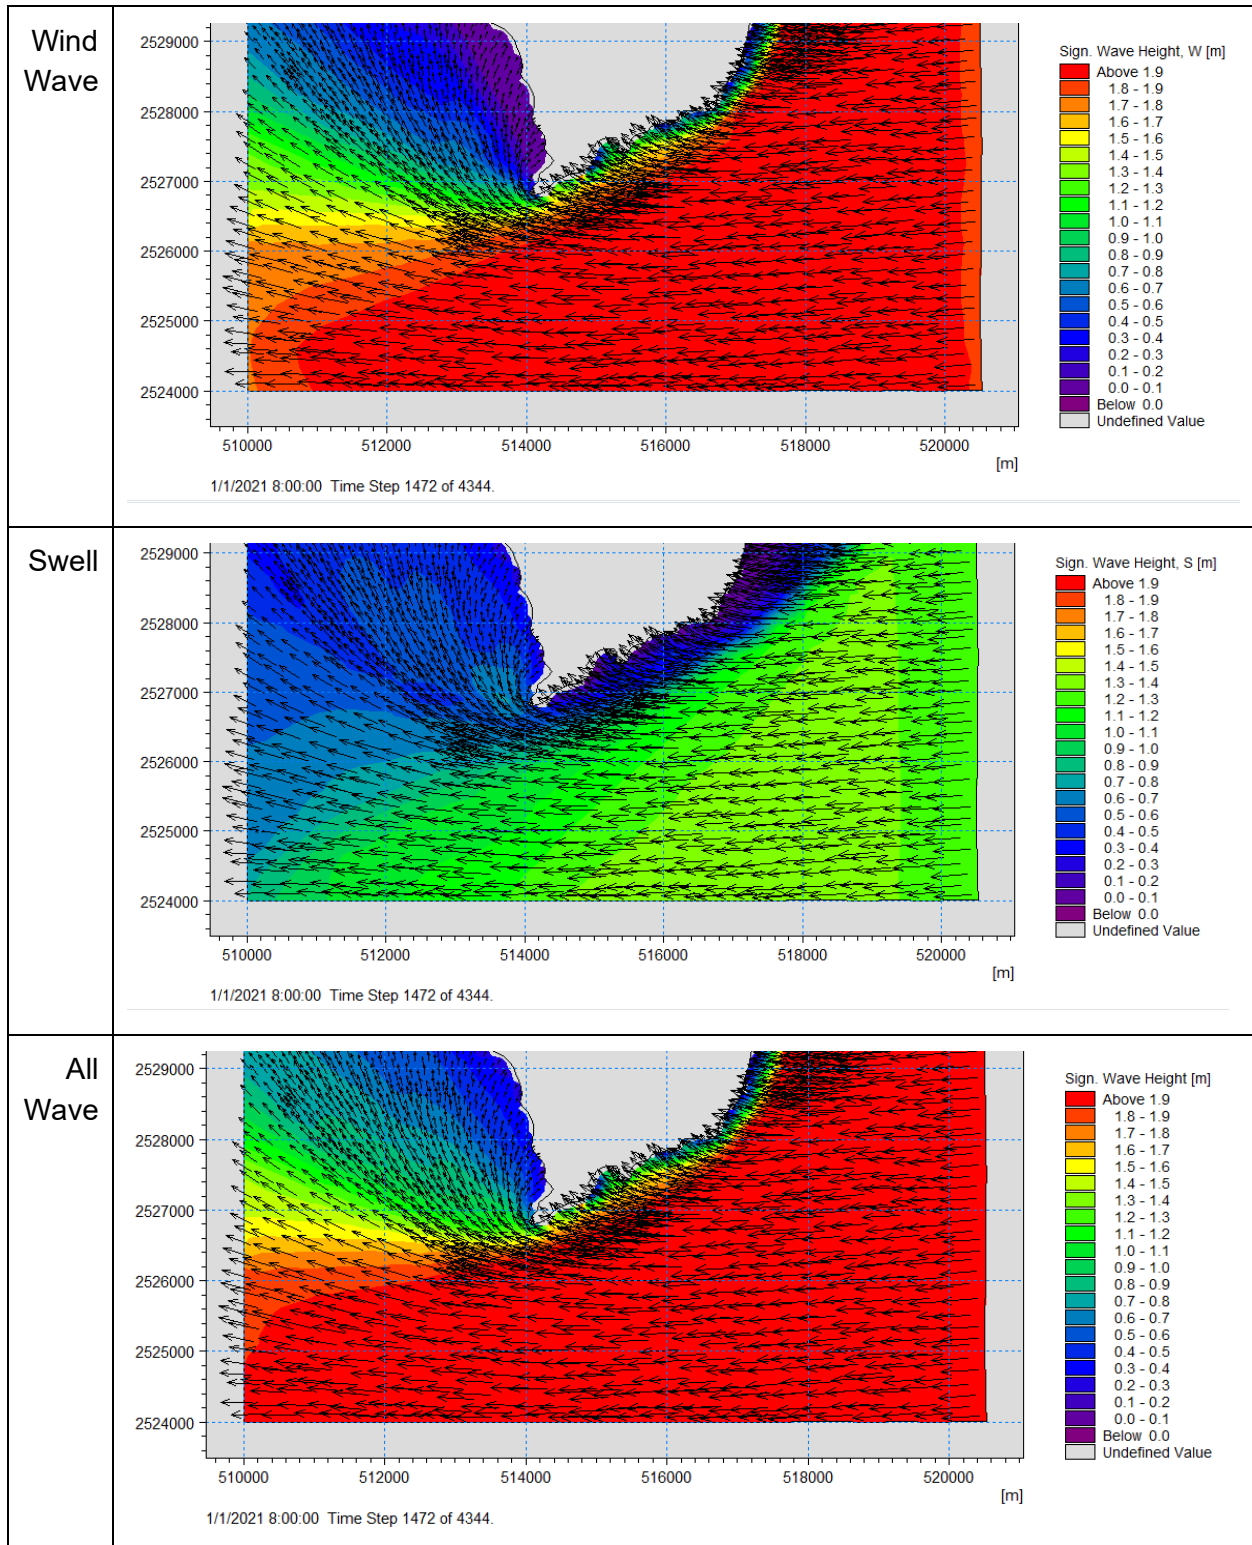 Wind
Wave
2529000
2528000
2527000
2526000
2525000
2524000
510000 512000 514000 516000 518000 520000
[m]
1/1/2021 8:00:00 Time Step 1472 of 4344.
Sign. Wave Height, W [m]
Above 1.9
1.8 - 1.9
1.7 - 1.8
1.6 - 1.7
1.5 - 1.6
1.4 - 1.5
1.3 - 1.4
1.2 - 1.3
1.1 - 1.2
1.0 - 1.1
0.9 - 1.0
0.8 - 0.9
0.7 - 0.8
0.6 - 0.7
0.5 - 0.6
0.4 - 0.5
0.3 - 0.4
0.2 - 0.3
0.1 - 0.2
0.0 - 0.1
Below 0.0
Undefined Value
Swell
2529000
2528000
2527000
2526000
2525000
2524000
510000 512000 514000 516000 518000 520000
[m]
1/1/2021 8:00:00 Time Step 1472 of 4344.
Sign. Wave Height, S [m]
Above 1.9
1.8 - 1.9
1.7 - 1.8
1.6 - 1.7
1.5 - 1.6
1.4 - 1.5
1.3 - 1.4
1.2 - 1.3
1.1 - 1.2
1.0 - 1.1
0.9 - 1.0
0.8 - 0.9
0.7 - 0.8
0.6 - 0.7
0.5 - 0.6
0.4 - 0.5
0.3 - 0.4
0.2 - 0.3
0.1 - 0.2
0.0 - 0.1
Below 0.0
Undefined Value
All
Wave
2529000
2528000
2527000
2526000
2525000
2524000
510000 512000 514000 516000 518000 520000
[m]
1/1/2021 8:00:00 Time Step 1472 of 4344.
Sign. Wave Height [m]
Above 1.9
1.8 - 1.9
1.7 - 1.8
1.6 - 1.7
1.5 - 1.6
1.4 - 1.5
1.3 - 1.4
1.2 - 1.3
1.1 - 1.2
1.0 - 1.1
0.9 - 1.0
0.8 - 0.9
0.7 - 0.8
0.6 - 0.7
0.5 - 0.6
0.4 - 0.5
0.3 - 0.4
0.2 - 0.3
0.1 - 0.2
0.0 - 0.1
Below 0.0
Undefined Value